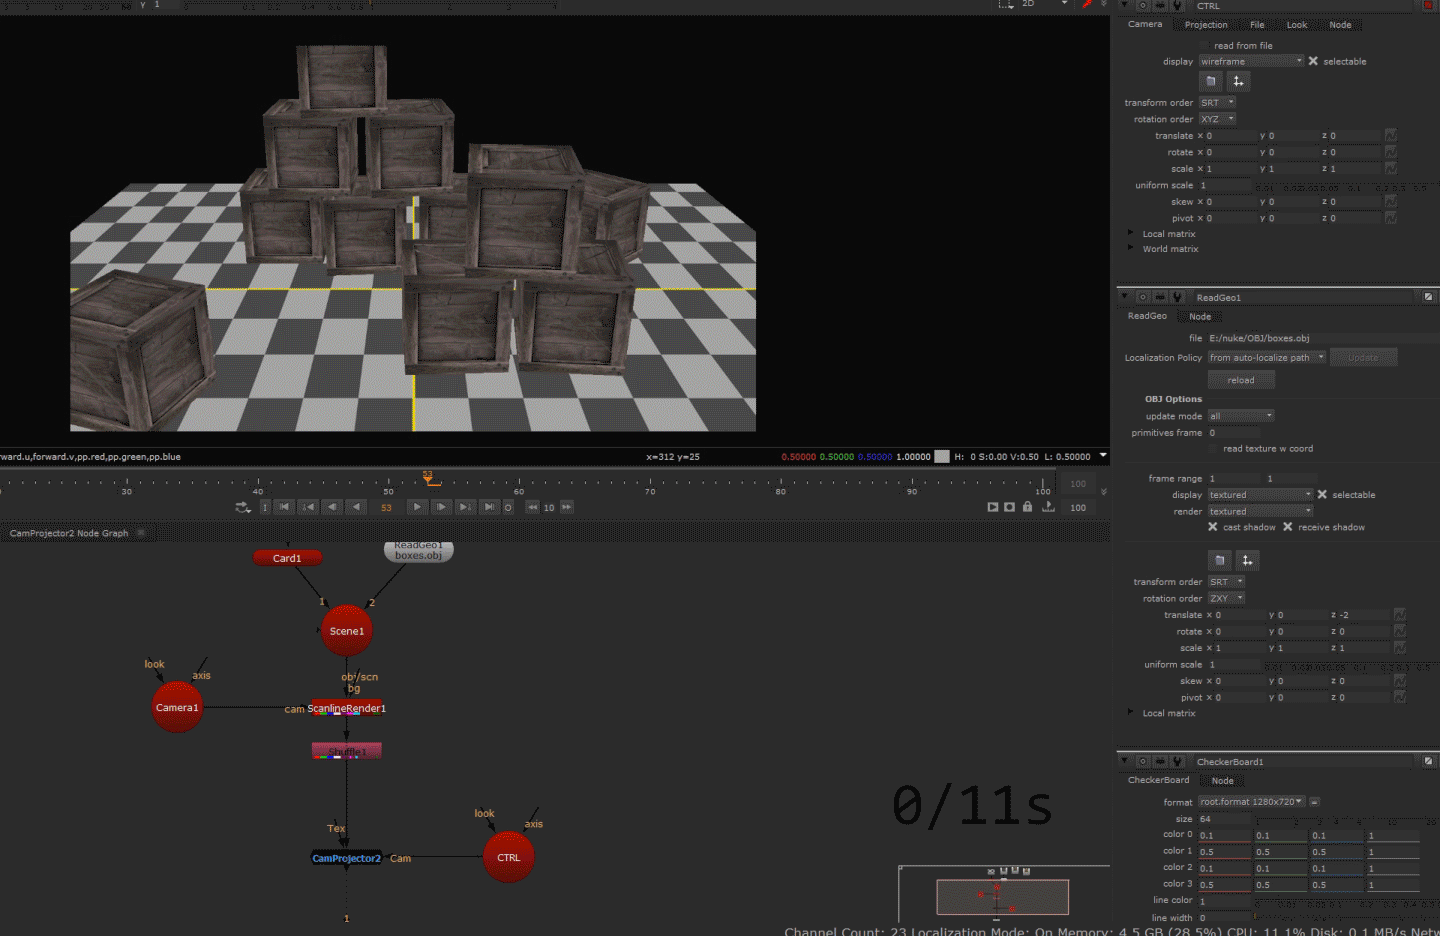 y 1
2D
x=312 y=25
0.50000 0.50000 0.50000 1.00000
H: 0 S:0.00 V:0.50 L: 0.50000
ward.u,forward.v,pp.red,pp.green,pp.blue
53
30 40 50 60 70 80 90 100
100
53
10
100
CamProjector2 Node Graph
Card1
ReadGeo1
boxes.obj
1
2
Scene1
look
axis
obj/scn
bg
Camera1
cam
ScanlineRender1
Shuffle1
Tex
look
axis
CamProjector2
Cam
CTRL
1
0/11s
CTRL
Camera Projection File Look Node
read from file
display wireframe selectable
transform order SRT
rotation order XYZ
translate x 0 y 0 z 0
rotate x 0 y 0 z 0
scale x 1 y 1 z 1
uniform scale 1
skew x 0 y 0 z 0
pivot x 0 y 0 z 0
Local matrix
World matrix
ReadGeo1
ReadGeo Node
file E:/nuke/OBJ/boxes.obj
Localization Policy from auto-localize path Update
reload
OBJ Options
update mode all
primitives frame 0
read texture w coord
frame range 1 1
display textured selectable
render textured
cast shadow receive shadow
transform order SRT
rotation order ZXY
translate x 0 y 0 z -2
rotate x 0 y 0 z 0
scale x 1 y 1 z 1
uniform scale 1
skew x 0 y 0 z 0
pivot x 0 y 0 z 0
Local matrix
CheckerBoard1
CheckerBoard Node
format root.format 1280x720 =
size 64
color 0 0.1 0.1 0.1 1
color 1 0.5 0.5 0.5 1
color 2 0.1 0.1 0.1 1
color 3 0.5 0.5 0.5 1
line color 1
line width 0
Channel Count: 23 Localization Mode: On Memory: 4.5 GB (28.5%) CPU: 11.1% Disk: 0.1 MB/s Netw